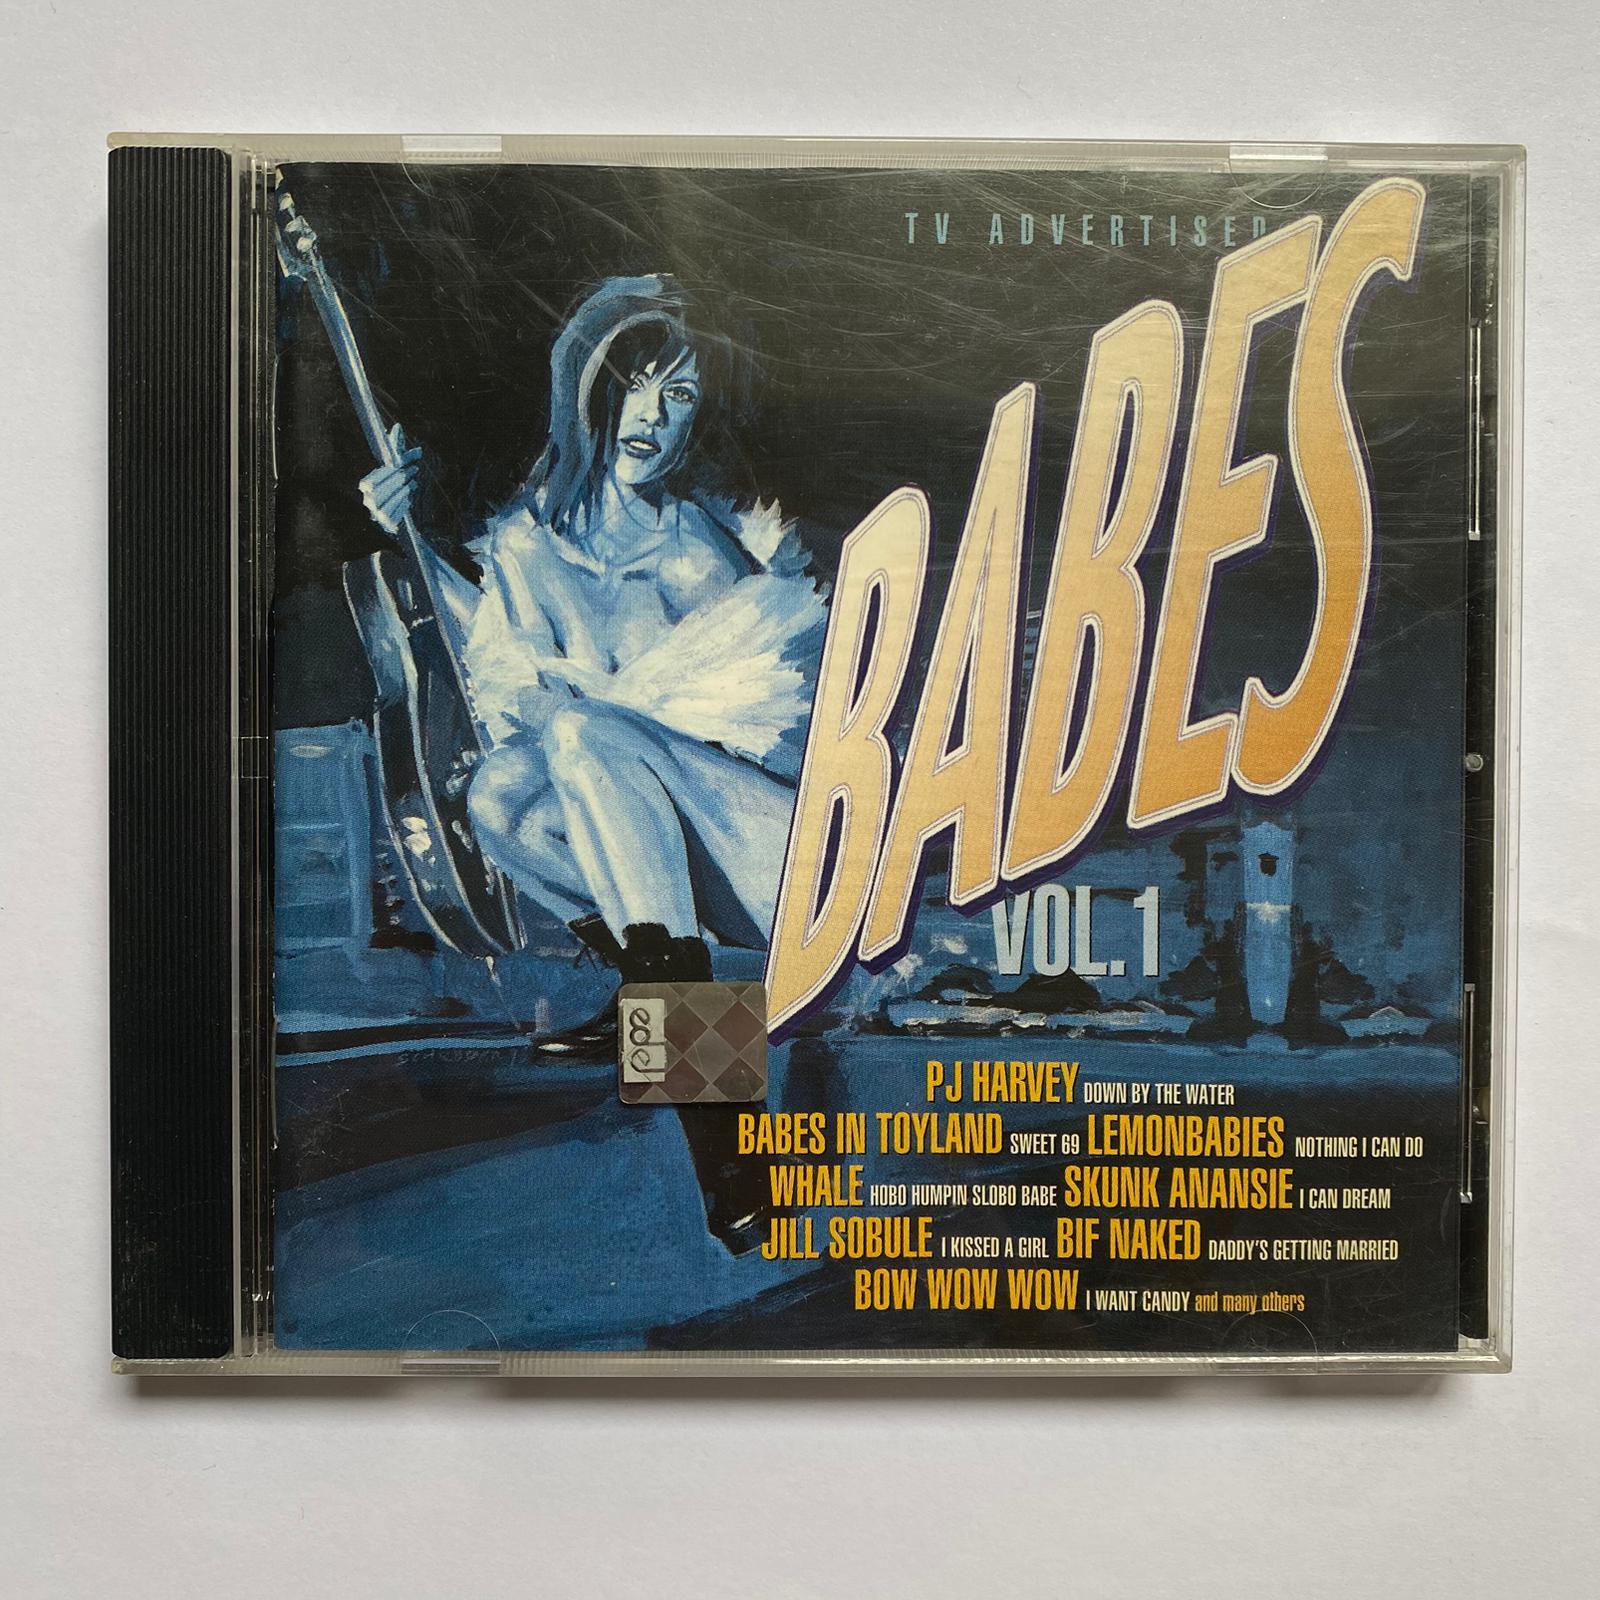 TV ADVERTISED
BABES
VOL.1
edel
PJ HARVEY DOWN BY THE WATER
BABES IN TOYLAND SWEET 69 LEMONBABIES NOTHING I CAN DO
WHALE HOBO HUMPIN SLOBO BABE SKUNK ANANSIE I CAN DREAM
JILL SOBULE I KISSED A GIRL BIF NAKED DADDY'S GETTING MARRIED
BOW WOW WOW I WANT CANDY and many others